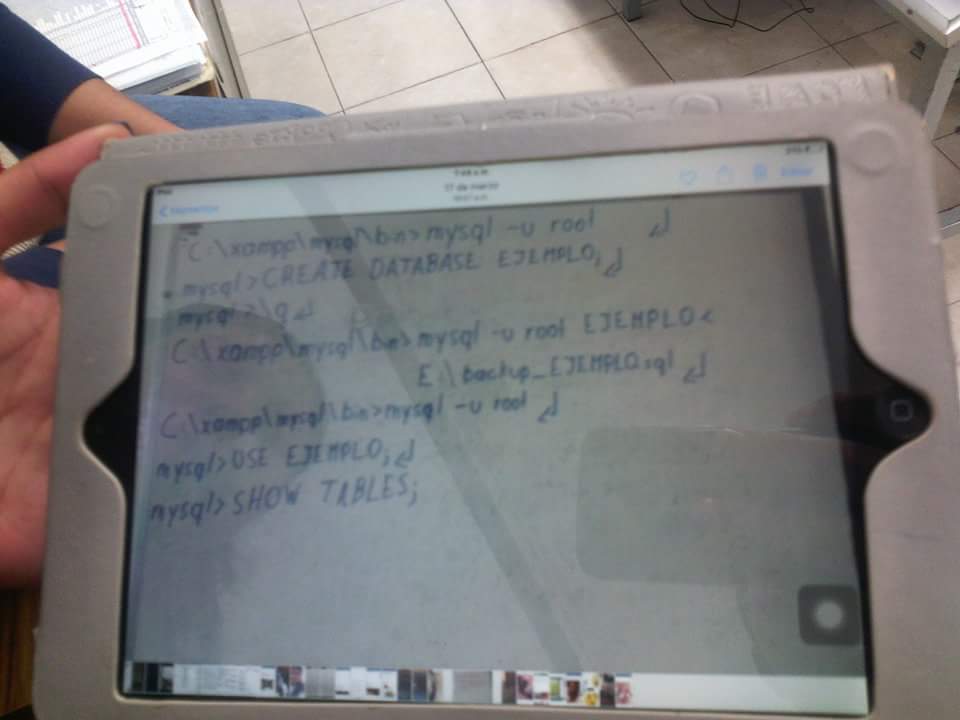 17 de marzo
Editar
C:\xampp\mysql\bin>mysql -u root ↲
mysql>CREATE DATABASE EJEMPLO;↲
mysql>\q↲
C:\xampp\mysql\bin>mysql -u root EJEMPLO<
E:\backup_EJEMPLO.sql ↲
C:\xampp\mysql\bin>mysql -u root ↲
mysql>USE EJEMPLO;↲
mysql>SHOW TABLES;